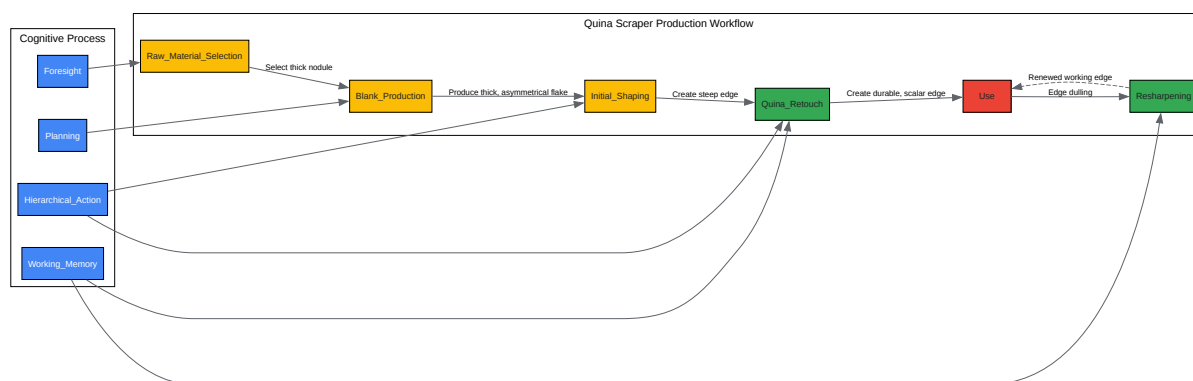 Quina Scraper Production Workflow
Cognitive Process
Foresight
Planning
Hierarchical_Action
Working_Memory
Raw_Material_Selection
Select thick nodule
Blank_Production
Produce thick, asymmetrical flake
Initial_Shaping
Create steep edge
Quina_Retouch
Create durable, scalar edge
Use
Renewed working edge
Edge dulling
Resharpening